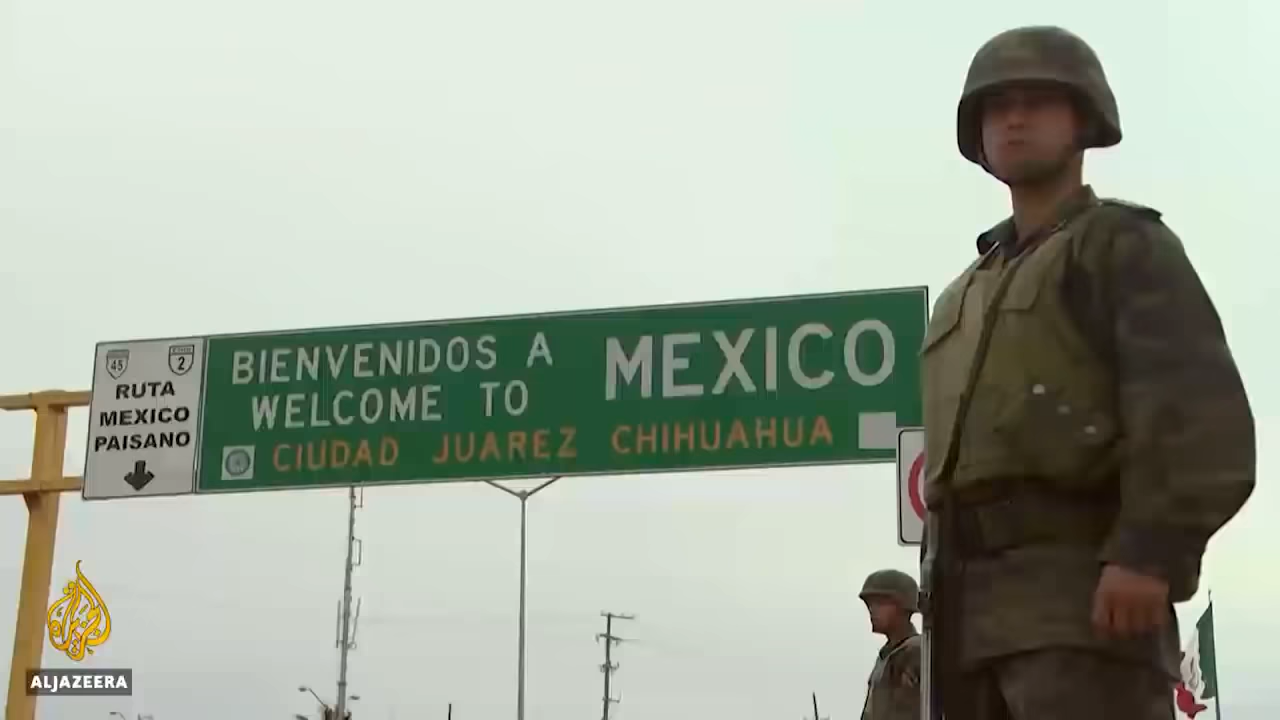 45
2
RUTA
MEXICO
PAISANO
BIENVENIDOS A
WELCOME TO
MEXICO
CIUDAD JUAREZ CHIHUAHUA
ALJAZEERA